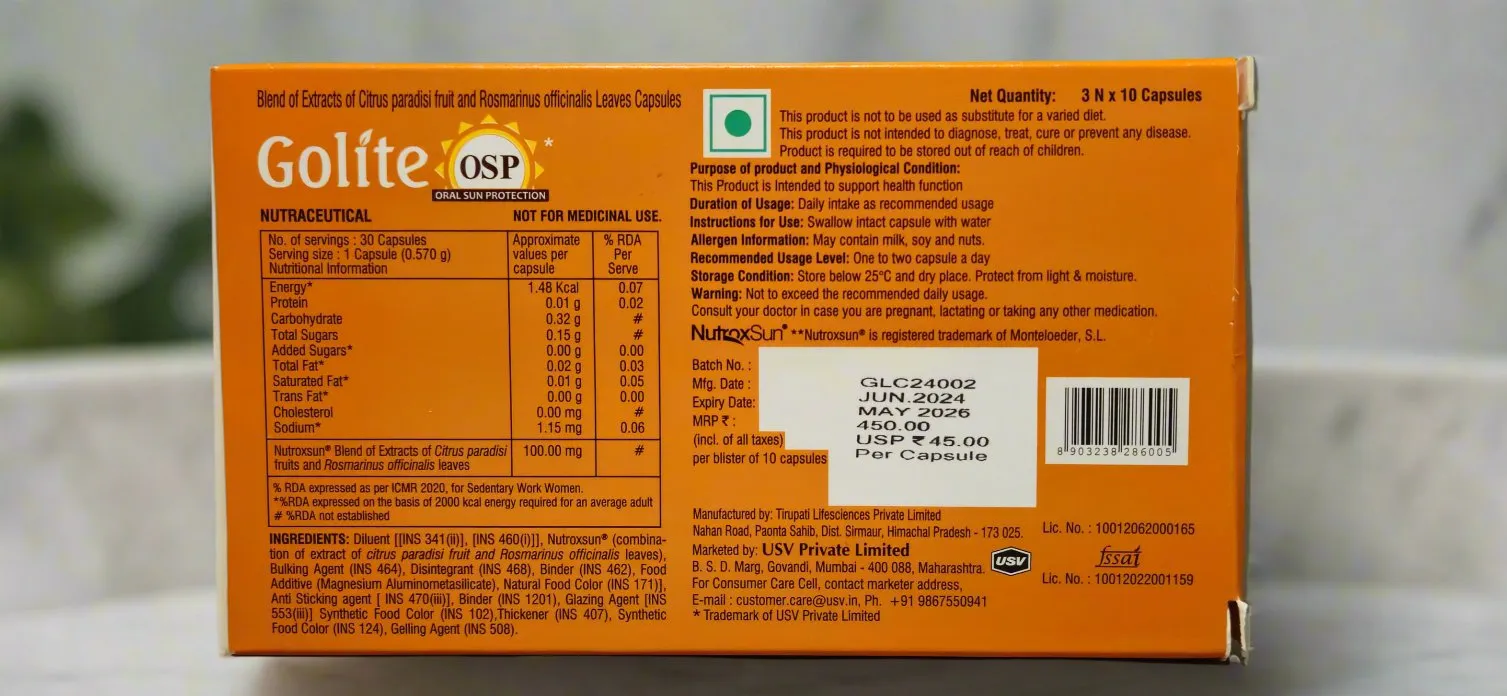 Blend of Extracts of Citrus paradisi fruit and Rosmarinus officinalis Leaves Capsules
Golite OSP*
ORAL SUN PROTECTION
NUTRACEUTICAL NOT FOR MEDICINAL USE.
No. of servings : 30 Capsules
Serving size : 1 Capsule (0.570 g)
Nutritional Information
Approximate
values per
capsule
% RDA
Per
Serve
Energy* 1.48 Kcal 0.07
Protein 0.01 g 0.02
Carbohydrate 0.32 g #
Total Sugars 0.15 g #
Added Sugars* 0.00 g 0.00
Total Fat* 0.02 g 0.03
Saturated Fat* 0.01 g 0.05
Trans Fat* 0.00 g 0.00
Cholesterol 0.00 mg #
Sodium* 1.15 mg 0.06
Nutroxsun® Blend of Extracts of Citrus paradisi 100.00 mg #
fruits and Rosmarinus officinalis leaves
% RDA expressed as per ICMR 2020, for Sedentary Work Women.
*%RDA expressed on the basis of 2000 kcal energy required for an average adult
# %RDA not established
INGREDIENTS: Diluent [[INS 341(ii)], [INS 460(i)]], Nutroxsun® (combina-
tion of extract of citrus paradisi fruit and Rosmarinus officinalis leaves),
Bulking Agent (INS 464), Disintegrant (INS 468), Binder (INS 462), Food
Additive (Magnesium Aluminometasilicate), Natural Food Color (INS 171)],
Anti Sticking agent [ INS 470(iii)], Binder (INS 1201), Glazing Agent [INS
553(iii)] Synthetic Food Color (INS 102),Thickener (INS 407), Synthetic
Food Color (INS 124), Gelling Agent (INS 508).
Net Quantity: 3 N x 10 Capsules
This product is not to be used as substitute for a varied diet.
This product is not intended to diagnose, treat, cure or prevent any disease.
Product is required to be stored out of reach of children.
Purpose of product and Physiological Condition:
This Product is Intended to support health function
Duration of Usage: Daily intake as recommended usage
Instructions for Use: Swallow intact capsule with water
Allergen Information: May contain milk, soy and nuts.
Recommended Usage Level: One to two capsule a day
Storage Condition: Store below 25°C and dry place. Protect from light & moisture.
Warning: Not to exceed the recommended daily usage.
Consult your doctor in case you are pregnant, lactating or taking any other medication.
NutroxSun® **Nutroxsun® is registered trademark of Monteloeder, S.L.
Batch No. : GLC24002
Mfg. Date : JUN.2024
Expiry Date: MAY 2026
MRP ₹ : 450.00
(incl. of all taxes) USP ₹ 45.00
per blister of 10 capsules Per Capsule
8 903238 286005
Manufactured by: Tirupati Lifesciences Private Limited
Nahan Road, Paonta Sahib, Dist. Sirmaur, Himachal Pradesh - 173 025. Lic. No. : 10012062000165
Marketed by: USV Private Limited
B. S. D. Marg, Govandi, Mumbai - 400 088, Maharashtra. USV fssai
For Consumer Care Cell, contact marketer address, Lic. No. : 10012022001159
E-mail : customer.care@usv.in, Ph. +91 9867550941
* Trademark of USV Private Limited